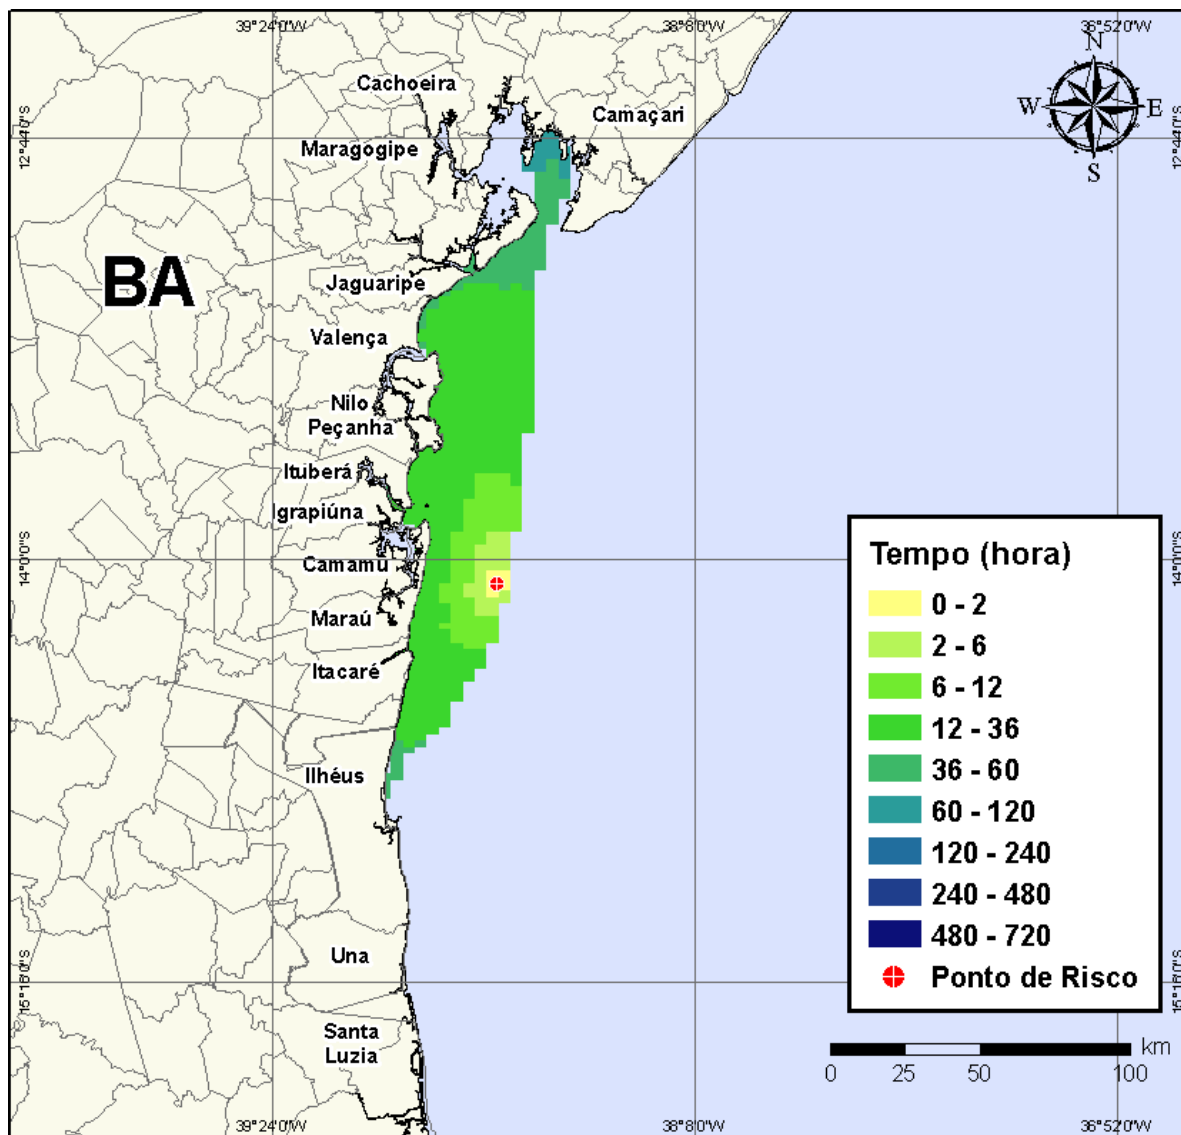 39°24'0"W
38°8'0"W
36°52'0"W
N
W
E
S
Cachoeira
Camaçari
12°44'0"S
12°44'0"S
Maragogipe
BA
Jaguaripe
Valença
Nilo
Peçanha
Ituberá
Igrapiúna
14°0'0"S
14°0'0"S
Camamu
Maraú
Itacaré
Ilhéus
Una
15°16'0"S
15°16'0"S
Santa
Luzia
Tempo (hora)
0 - 2
2 - 6
6 - 12
12 - 36
36 - 60
60 - 120
120 - 240
240 - 480
480 - 720
Ponto de Risco
km
0 25 50 100
39°24'0"W
38°8'0"W
36°52'0"W